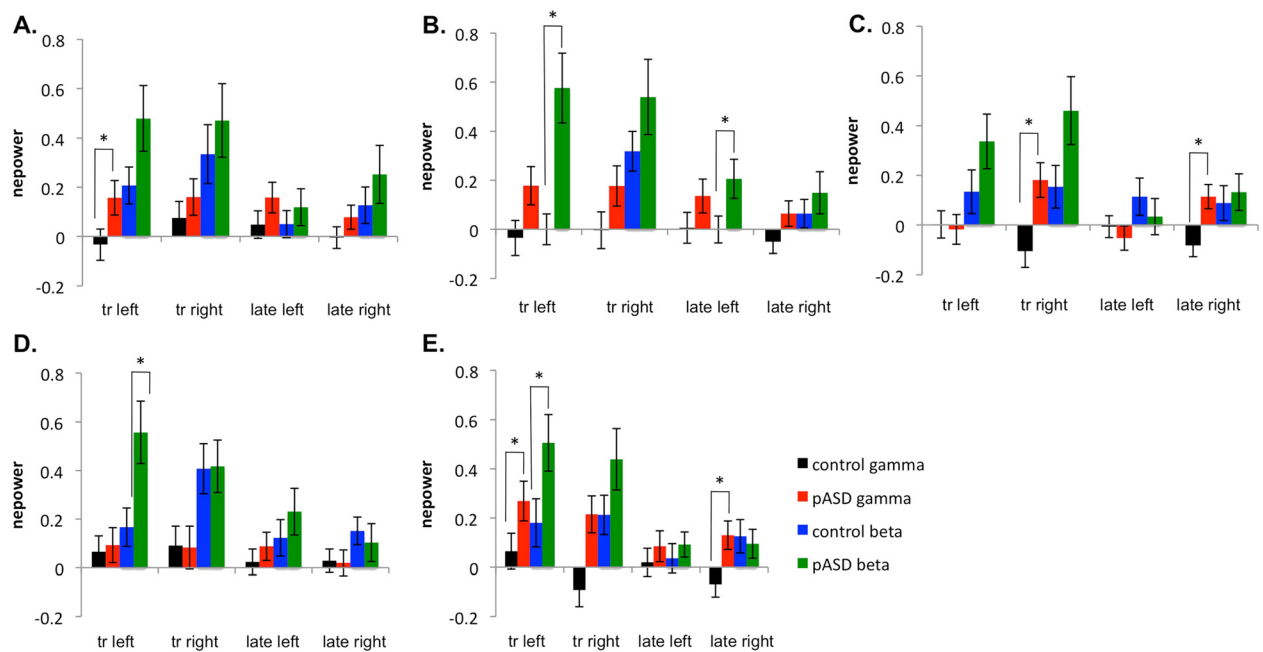 A.
0.8
0.6
0.4
0.2
0
-0.2
nepower
*
tr left
tr right
late left
late right
B.
0.8
0.6
0.4
0.2
0
-0.2
nepower
*
*
tr left
tr right
late left
late right
C.
0.8
0.6
0.4
0.2
0
-0.2
nepower
*
*
tr left
tr right
late left
late right
D.
0.8
0.6
0.4
0.2
0
-0.2
nepower
*
tr left
tr right
late left
late right
E.
0.8
0.6
0.4
0.2
0
-0.2
nepower
*
*
*
tr left
tr right
late left
late right
control gamma
pASD gamma
control beta
pASD beta